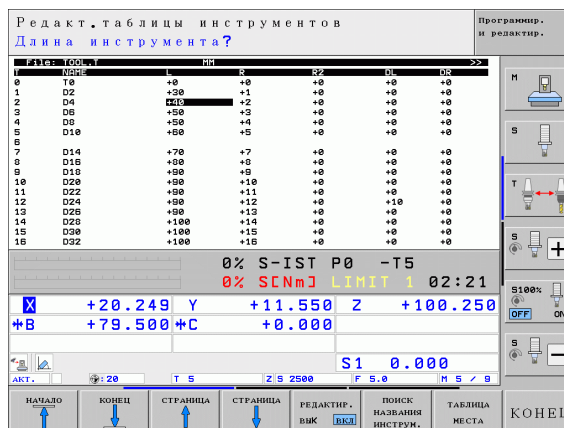 Редакт.таблицы инструментов
Длина инструмента?
Программир.
и редактир.
File: TOOL.T MM >>
T NAME L R R2 DL DR
0 T0 +0 +0 +0 +0 +0
1 D2 +30 +1 +0 +0 +0
2 D4 +40 +2 +0 +0 +0
3 D6 +50 +3 +0 +0 +0
4 D8 +50 +4 +0 +0 +0
5 D10 +60 +5 +0 +0 +0
6
7 D14 +70 +7 +0 +0 +0
8 D16 +80 +8 +0 +0 +0
9 D18 +90 +9 +0 +0 +0
10 D20 +90 +10 +0 +0 +0
11 D22 +90 +11 +0 +0 +0
12 D24 +90 +12 +0 +10 +0
13 D26 +90 +13 +0 +0 +0
14 D28 +100 +14 +0 +0 +0
15 D30 +100 +15 +0 +0 +0
16 D32 +100 +16 +0 +0 +0
M
S
T
S
S100%
OFF ON
S
0% S-IST P0 -T5
0% S[Nm] LIMIT 1 02:21
X +20.249 Y +11.550 Z +100.250
B +79.500 C +0.000
S1 0.000
АКТ. : 20 T 5 Z S 2500 F 5.0 M 5 / 9
НАЧАЛО
КОНЕЦ
СТРАНИЦА
СТРАНИЦА
РЕДАКТИР.
ВЫК ВКЛ
ПОИСК
НАЗВАНИЯ
ИНСТРУМ.
ТАБЛИЦА
МЕСТА
КОНЕЦ